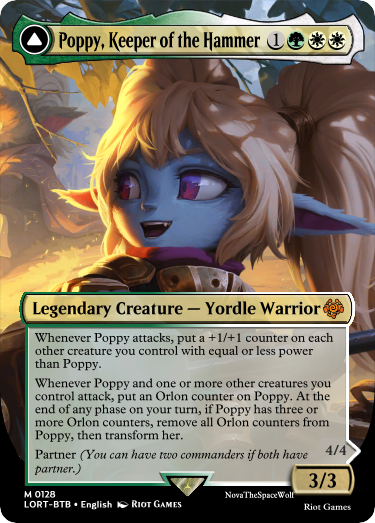 Poppy, Keeper of the Hammer 1
Legendary Creature — Yordle Warrior
Whenever Poppy attacks, put a +1/+1 counter on each
other creature you control with equal or less power
than Poppy.
Whenever Poppy and one or more other creatures you
control attack, put an Orlon counter on Poppy. At the
end of any phase on your turn, if Poppy has three or
more Orlon counters, remove all Orlon counters from
Poppy, then transform her.
Partner (You can have two commanders if both have
partner.)
4/4
3/3
M 0128
LORT-BTB • English RIOT GAMES
NovaTheSpaceWolf
Riot Games